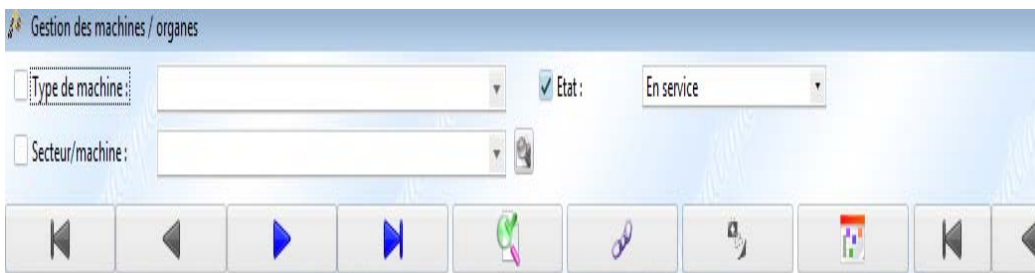 Gestion des machines / organes
Type de machine : Etat : En service
Secteur/machine :